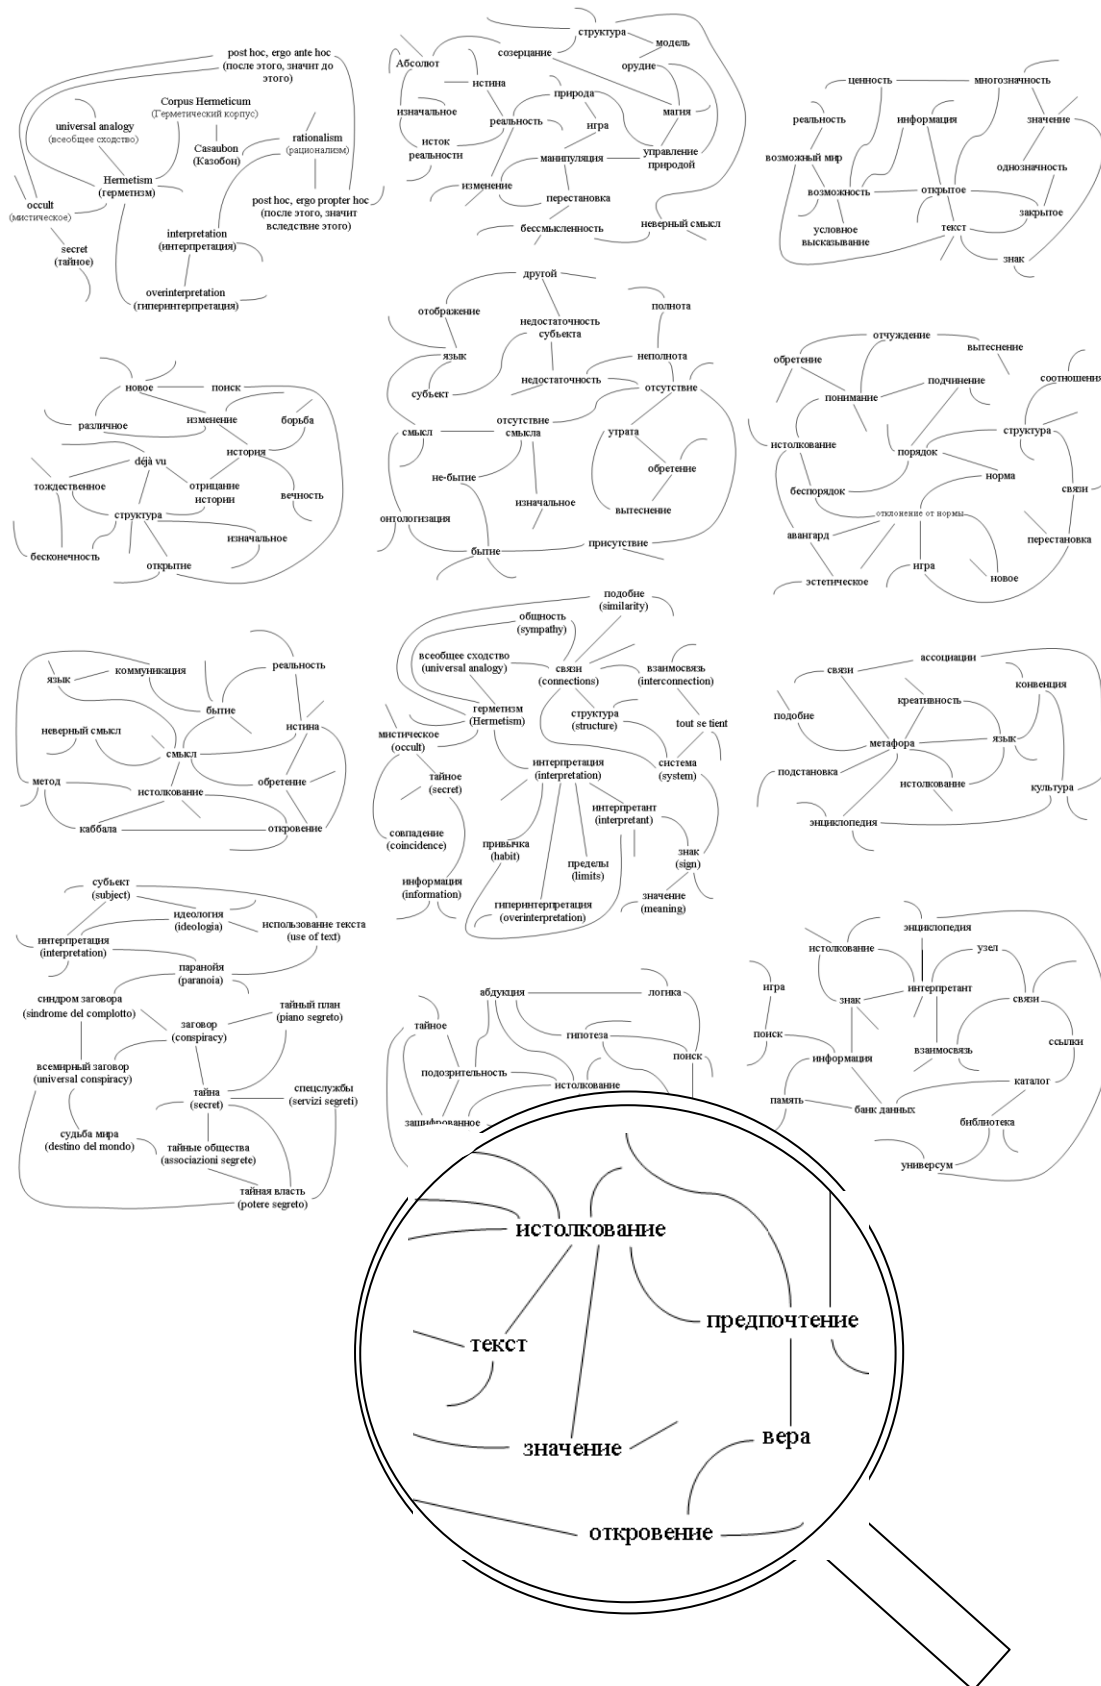 post hoc, ergo ante hoc
(после этого, значит до
этого)
Corpus Hermeticum
(Герметический корпус)
universal analogy
(всеобщее сходство)
Casaubon
(Казобон)
rationalism
(рационализм)
Hermetism
(герметизм)
occult
(мистическое)
post hoc, ergo propter hoc
(после этого, значит
вследствие этого)
secret
(тайное)
interpretation
(интерпретация)
overinterpretation
(гиперинтерпретация)
структура
модель
созерцание
Абсолют
орудие
истина
природа
изначальное
магия
реальность
игра
исток
реальности
манипуляция
управление
природой
изменение
перестановка
бессмысленность
неверный смысл
ценность
многозначность
реальность
информация
значение
возможный мир
однозначность
возможность
открытое
закрытое
условное
высказывание
текст
знак
новое
поиск
различное
изменение
борьба
история
déjà vu
тождественное
отрицание
истории
вечность
структура
изначальное
бесконечность
открытие
другой
отображение
недостаточность
субъекта
полнота
язык
неполнота
недостаточность
субъект
отсутствие
отсутствие
смысла
смысл
утрата
обретение
не-бытие
изначальное
вытеснение
онтологизация
бытие
присутствие
отчуждение
вытеснение
обретение
подчинение
соотношения
понимание
структура
истолкование
порядок
норма
беспорядок
связи
отклонение от нормы
авангард
перестановка
игра
эстетическое
новое
коммуникация
реальность
язык
бытие
неверный смысл
истина
смысл
метод
обретение
истолкование
каббала
откровение
подобие
(similarity)
общность
(sympathy)
всеобщее сходство
(universal analogy)
связи
(connections)
взаимосвязь
(interconnection)
герметизм
(Hermetism)
структура
(structure)
tout se tient
мистическое
(occult)
интерпретация
(interpretation)
система
(system)
тайное
(secret)
интерпретант
(interpretant)
совпадение
(coincidence)
привычка
(habit)
пределы
(limits)
знак
(sign)
информация
(information)
гиперинтерпретация
(overinterpretation)
значение
(meaning)
ассоциации
связи
конвенция
креативность
подобие
метафора
язык
подстановка
истолкование
культура
энциклопедия
субъект
(subject)
идеология
(ideologia)
использование текста
(use of text)
интерпретация
(interpretation)
паранойя
(paranoia)
синдром заговора
(sindrome del complotto)
тайный план
(piano segreto)
заговор
(conspiracy)
всемирный заговор
(universal conspiracy)
тайна
(secret)
спецслужбы
(servizi segreti)
судьба мира
(destino del mondo)
тайные общества
(associazioni segrete)
тайная власть
(potere segreto)
абдукция
логика
тайное
гипотеза
поиск
подозрительность
истолкование
зашифрованное
энциклопедия
истолкование
узел
игра
интерпретант
знак
связи
поиск
информация
взаимосвязь
ссылки
каталог
память
банк данных
библиотека
универсум
истолкование
предпочтение
текст
значение
вера
откровение